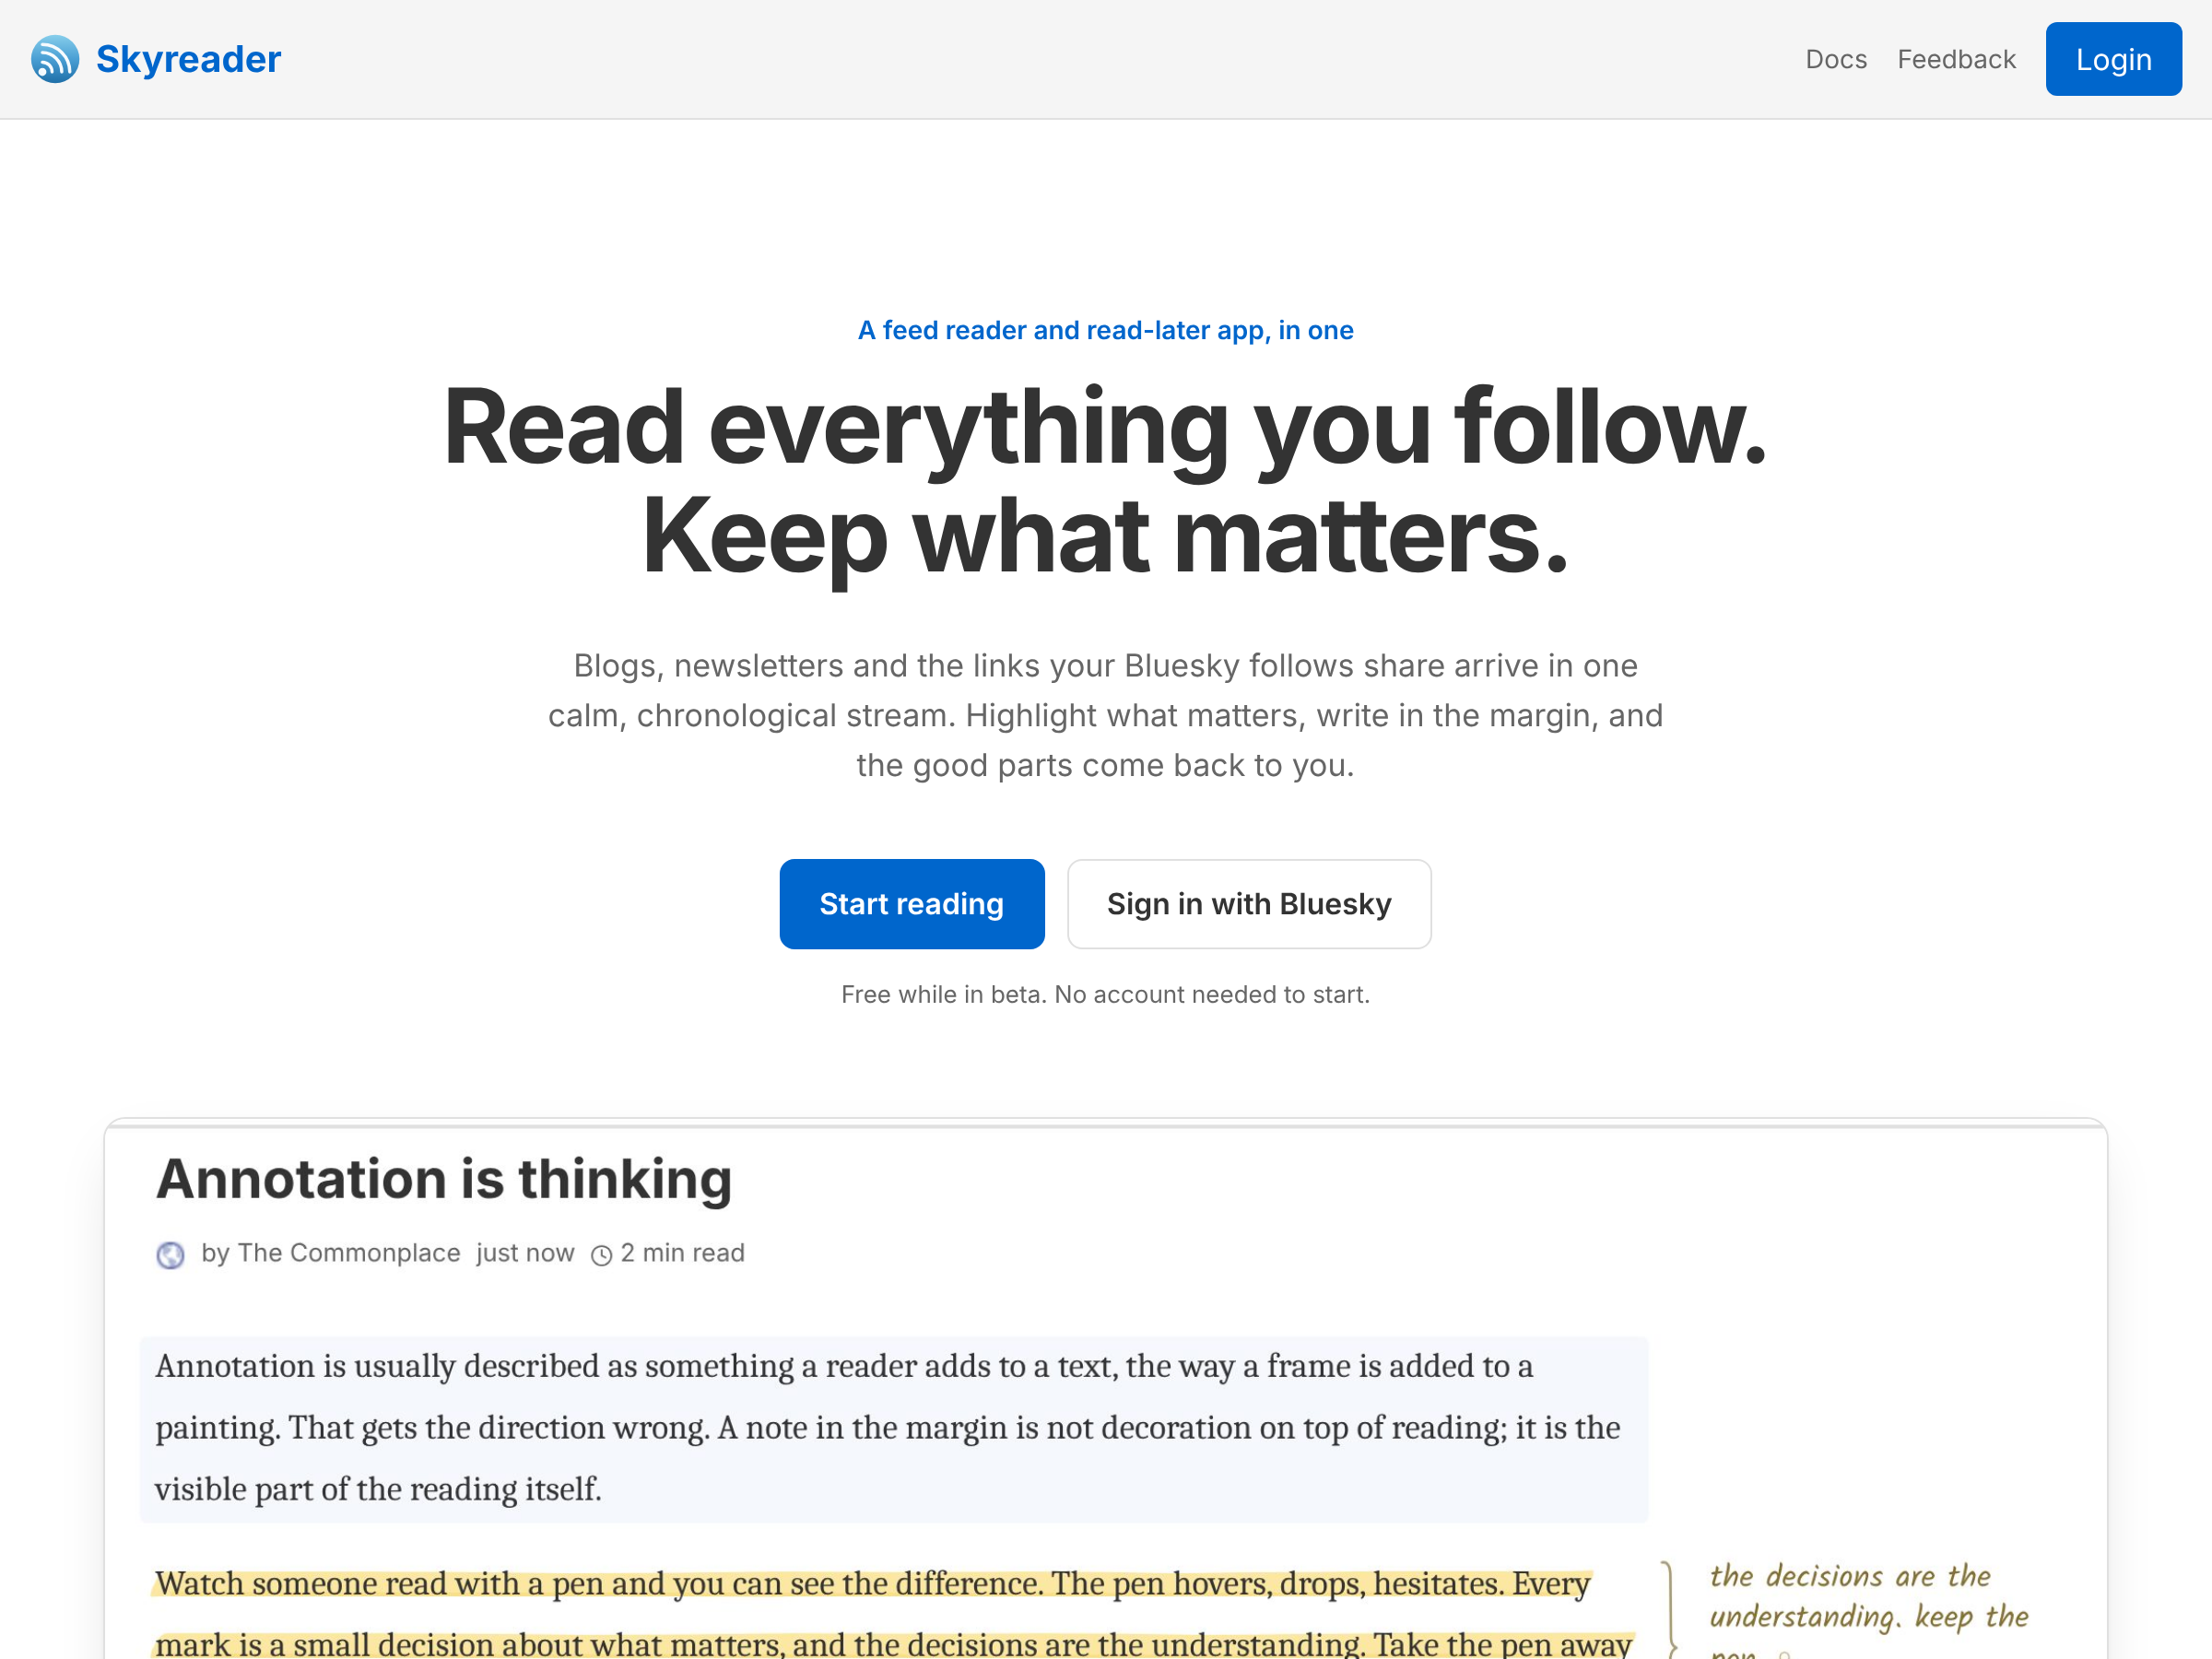 Skyreader
Docs
Feedback
Login
A feed reader and read-later app, in one
Read everything you follow.
Keep what matters.
Blogs, newsletters and the links your Bluesky follows share arrive in one
calm, chronological stream. Highlight what matters, write in the margin, and
the good parts come back to you.
Start reading
Sign in with Bluesky
Free while in beta. No account needed to start.
Annotation is thinking
by The Commonplace just now 2 min read
Annotation is usually described as something a reader adds to a text, the way a frame is added to a
painting. That gets the direction wrong. A note in the margin is not decoration on top of reading; it is the
visible part of the reading itself.
Watch someone read with a pen and you can see the difference. The pen hovers, drops, hesitates. Every
mark is a small decision about what matters, and the decisions are the understanding. Take the pen away
the decisions are the
understanding. keep the